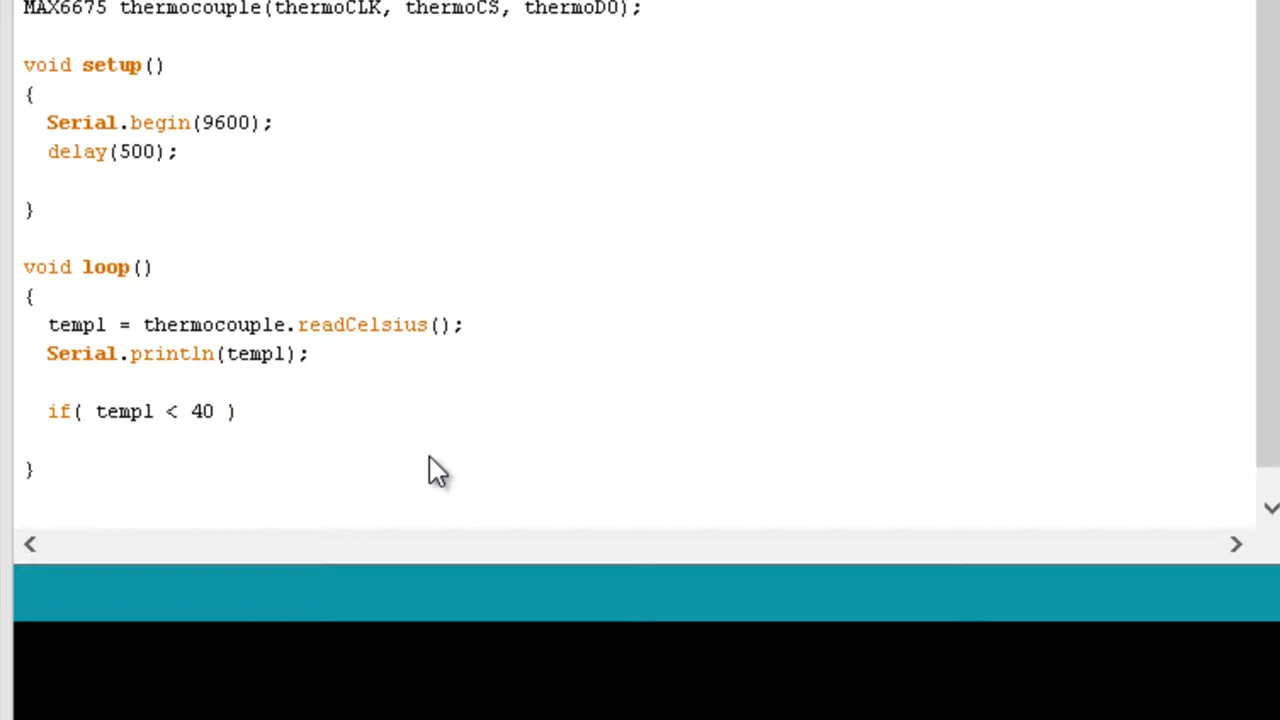 MAX6675 thermocouple(thermoCLK, thermoCS, thermoDO);
void setup()
{
Serial.begin(9600);
delay(500);
}
void loop()
{
templ = thermocouple.readCelsius();
Serial.println(templ);
if( templ < 40 )
}